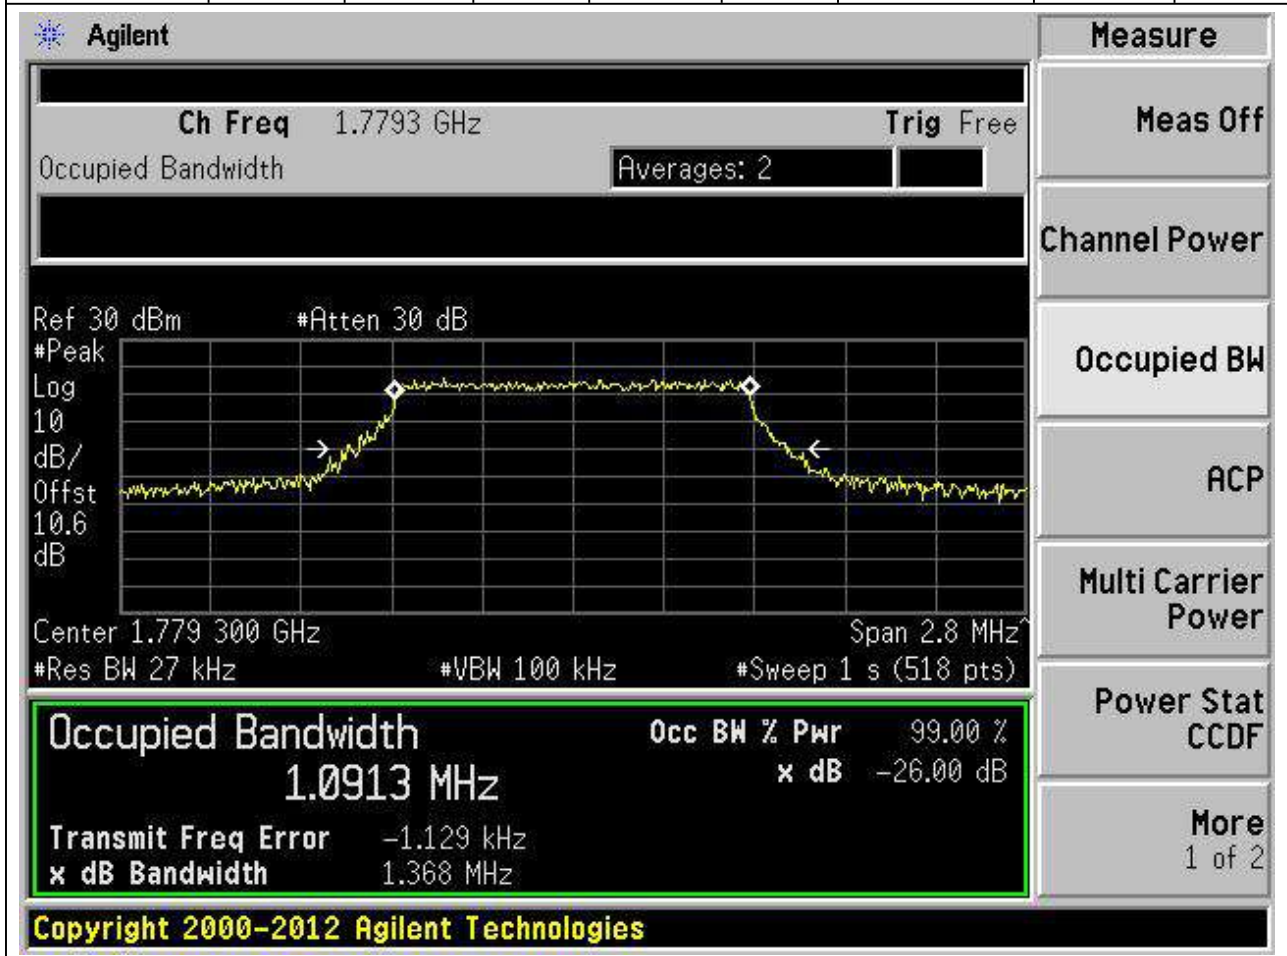 Agilent
Measure
Ch Freq 1.7793 GHz Trig Free
Occupied Bandwidth Averages: 2
Meas Off
Channel Power
Occupied BW
ACP
Multi Carrier
Power
Power Stat
CCDF
More
1 of 2
Ref 30 dBm #Atten 30 dB
#Peak
Log
10
dB/
Offst
10.6
dB
Center 1.779 300 GHz Span 2.8 MHz^
#Res BW 27 kHz #VBW 100 kHz #Sweep 1 s (518 pts)
Occupied Bandwidth Occ BW % Pwr 99.00 %
1.0913 MHz x dB -26.00 dB
Transmit Freq Error -1.129 kHz
x dB Bandwidth 1.368 MHz
Copyright 2000-2012 Agilent Technologies